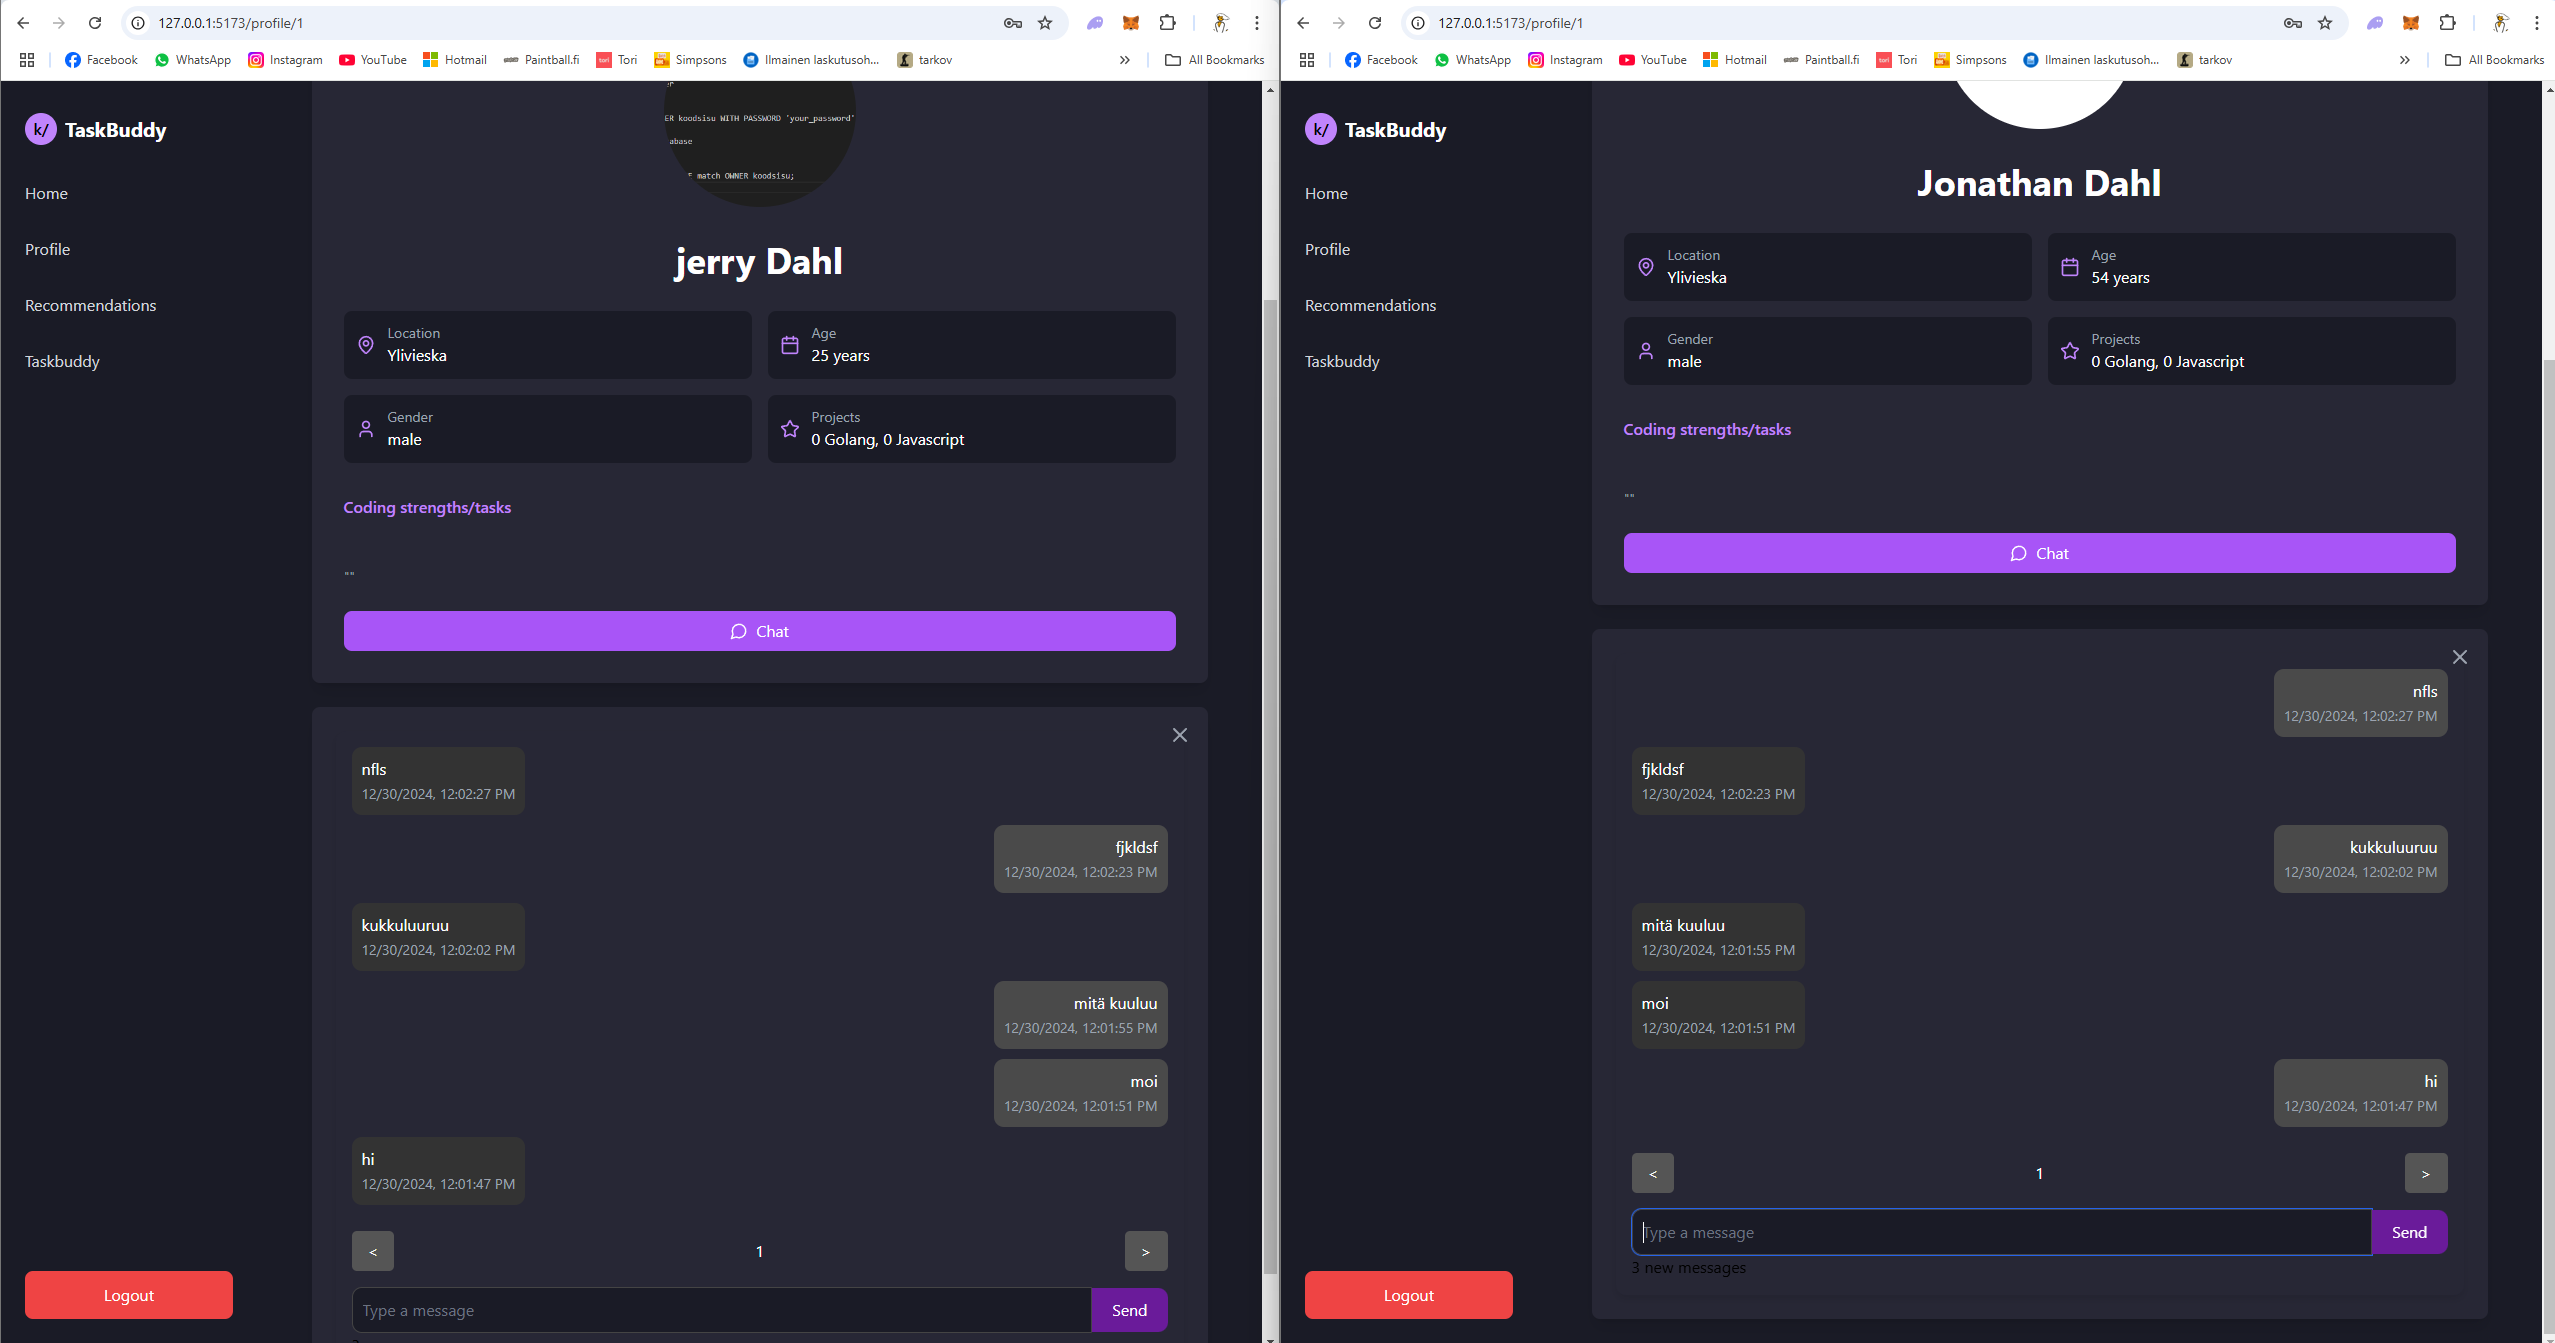 127.0.0.1:5173/profile/1
Facebook
WhatsApp
Instagram
YouTube
Hotmail
Paintball.fi
Tori
Simpsons
Ilmainen laskutusoh...
tarkov
»
All Bookmarks
k/ TaskBuddy
Home
Profile
Recommendations
Taskbuddy
Logout
ER koodsisu WITH PASSWORD 'your_password'
abase
match OWNER koodsisu;
jerry Dahl
Location
Ylivieska
Age
25 years
Gender
male
Projects
0 Golang, 0 Javascript
Coding strengths/tasks
""
Chat
nfls
12/30/2024, 12:02:27 PM
fjkldsf
12/30/2024, 12:02:23 PM
kukkuluuruu
12/30/2024, 12:02:02 PM
mitä kuuluu
12/30/2024, 12:01:55 PM
moi
12/30/2024, 12:01:51 PM
hi
12/30/2024, 12:01:47 PM
< 1 >
Type a message
Send
127.0.0.1:5173/profile/1
Facebook
WhatsApp
Instagram
YouTube
Hotmail
Paintball.fi
Tori
Simpsons
Ilmainen laskutusoh...
tarkov
»
All Bookmarks
k/ TaskBuddy
Home
Profile
Recommendations
Taskbuddy
Logout
Jonathan Dahl
Location
Ylivieska
Age
54 years
Gender
male
Projects
0 Golang, 0 Javascript
Coding strengths/tasks
""
Chat
nfls
12/30/2024, 12:02:27 PM
fjkldsf
12/30/2024, 12:02:23 PM
kukkuluuruu
12/30/2024, 12:02:02 PM
mitä kuuluu
12/30/2024, 12:01:55 PM
moi
12/30/2024, 12:01:51 PM
hi
12/30/2024, 12:01:47 PM
< 1 >
Type a message
Send
3 new messages